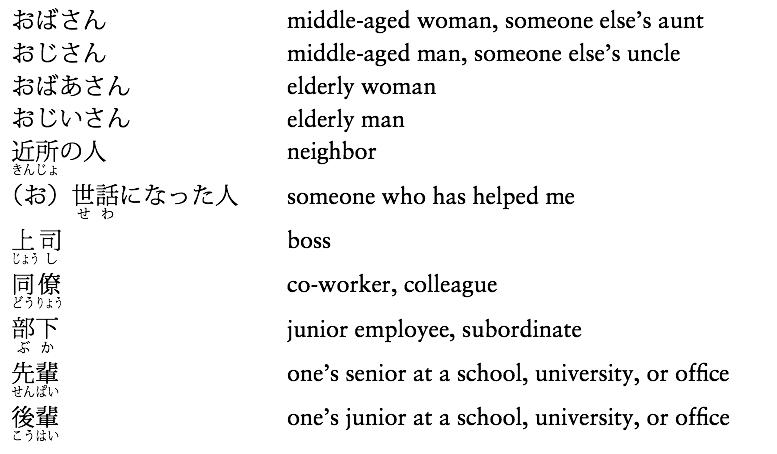 おばさん middle-aged woman, someone else’s aunt
おじさん middle-aged man, someone else’s uncle
おばあさん elderly woman
おじいさん elderly man
近所の人 neighbor
きんじょ
（お）世話になった人 someone who has helped me
せ わ
上司 boss
じょう し
同僚 co-worker, colleague
どうりょう
部下 junior employee, subordinate
ぶ か
先輩 one’s senior at a school, university, or office
せんぱい
後輩 one’s junior at a school, university, or office
こうはい